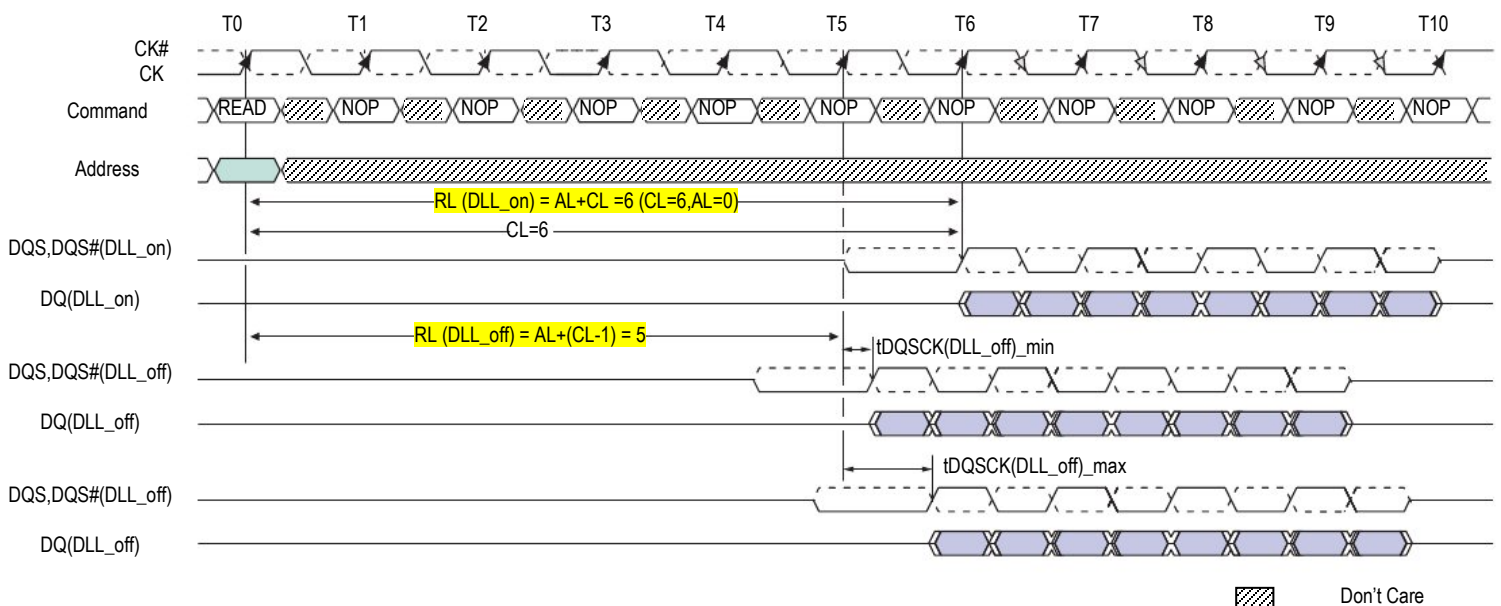 T0 T1 T2 T3 T4 T5 T6 T7 T8 T9 T10
CK#
CK
Command READ NOP NOP NOP NOP NOP NOP NOP NOP NOP NOP
Address
RL (DLL_on) = AL+CL =6 (CL=6,AL=0)
CL=6
DQS,DQS#(DLL_on)
DQ(DLL_on)
RL (DLL_off) = AL+(CL-1) = 5
tDQSCK(DLL_off)_min
DQS,DQS#(DLL_off)
DQ(DLL_off)
tDQSCK(DLL_off)_max
DQS,DQS#(DLL_off)
DQ(DLL_off)
Don't Care